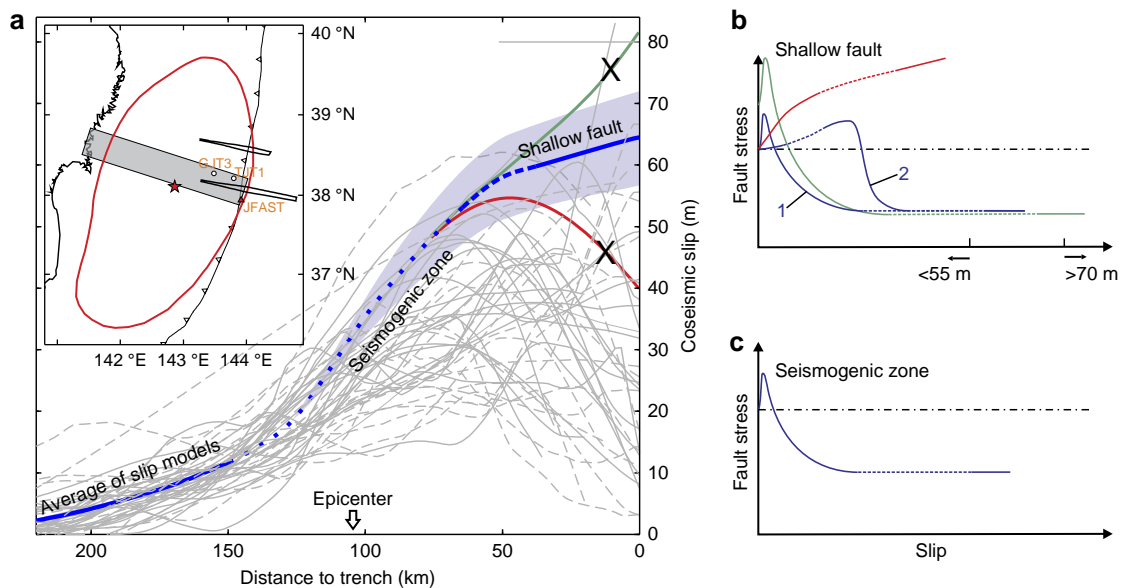 a
40 °N
39 °N
38 °N
37 °N
142 °E
143 °E
144 °E
GJT3
TJT1
JFAST
X
X
Shallow fault
Seismogenic zone
Average of slip models
Epicenter
80
70
60
50
40
30
20
10
0
Coseismic slip (m)
200
150
100
50
0
Distance to trench (km)
b
Shallow fault
Fault stress
1
2
<55 m
>70 m
c
Seismogenic zone
Fault stress
Slip